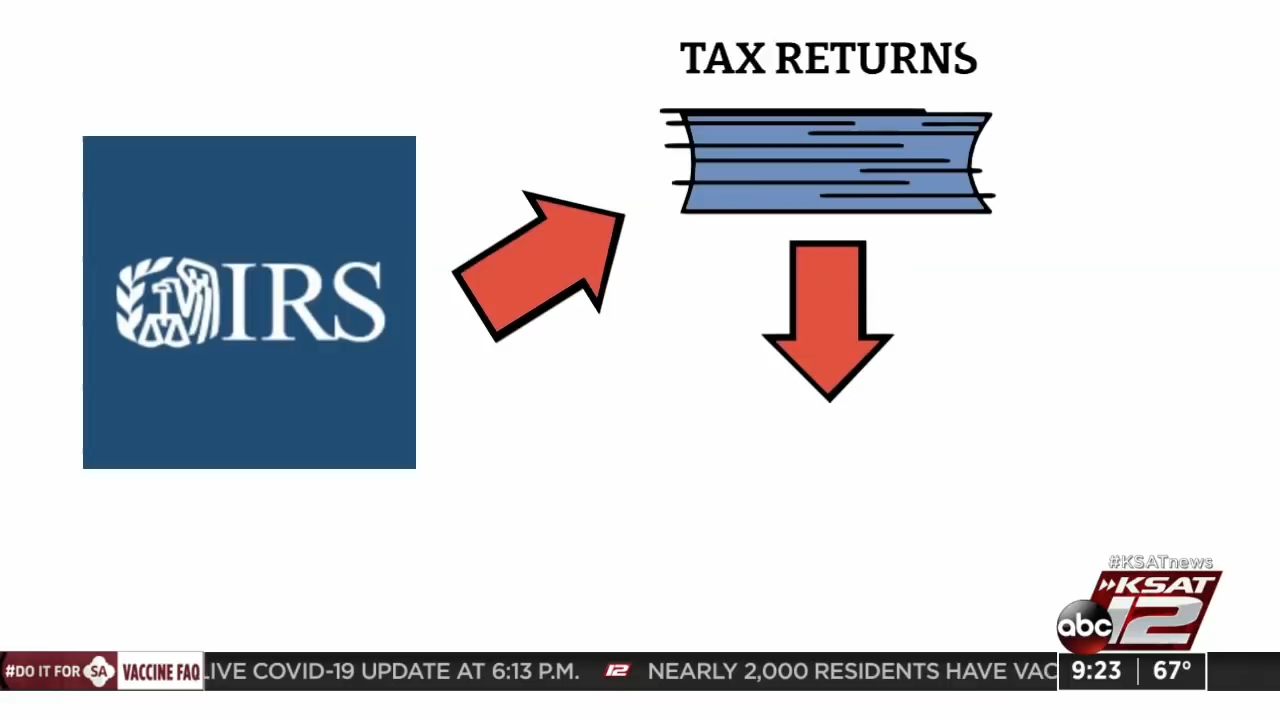 TAX RETURNS
IRS
#KSATnews
KSAT
abc 12
#DO IT FOR SA VACCINE FAQ IVE COVID-19 UPDATE AT 6:13 P.M. 12 NEARLY 2,000 RESIDENTS HAVE VAC 9:23 67°